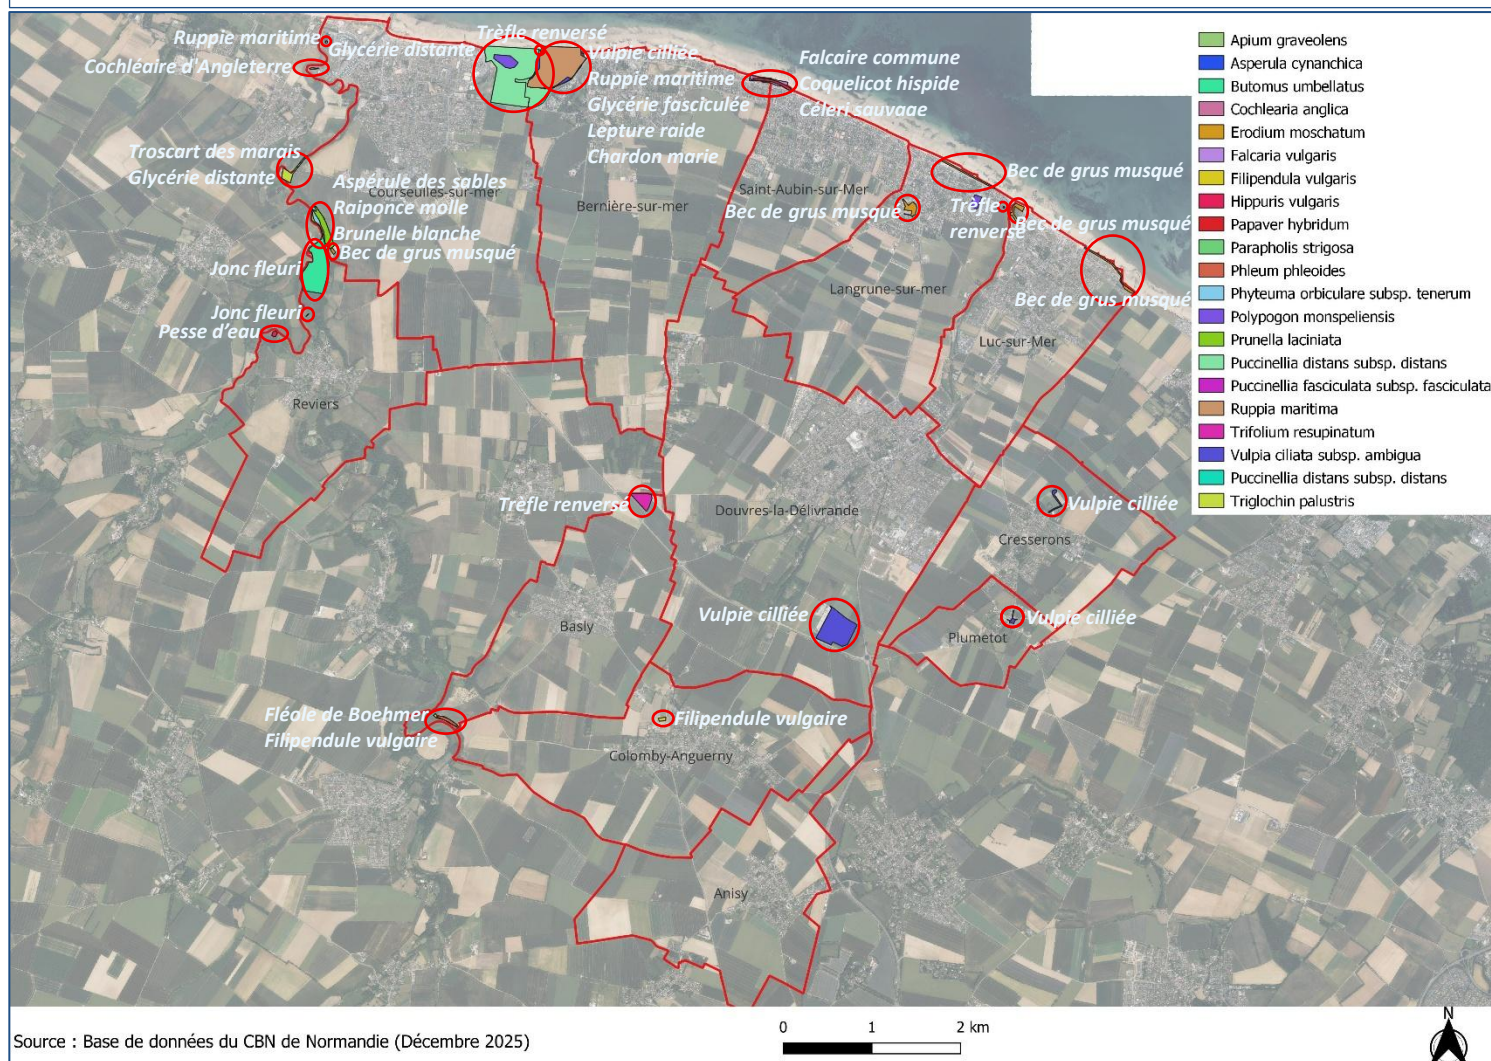 Ruppie maritime
Glycérie distante
Trèfle renversé
Cochléaire d'Angleterre
Vulpie cilliée
Ruppie maritime
Glycérie fasciculée
Lepture raide
Chardon marie
Falcaire commune
Coquelicot hispide
Céleri sauvaae
Troscart des marais
Glycérie distante
Aspérule des sables
Raiponce molle
Brunelle blanche
Bec de grus musqué
Courseulles-sur-mer
Bernière-sur-mer
Saint-Aubin-sur-Mer
Bec de grus musqué
Bec de grus musqué
Trèfle
renversé
Bec de grus musqué
Bec de grus musqué
Jonc fleuri
Jonc fleuri
Pesse d'eau
Langrune-sur-mer
Luc-sur-Mer
Reviers
Trèfle renversé
Douvres-la-Délivrande
Vulpie cilliée
Cresserons
Vulpie cilliée
Basly
Vulpie cilliée
Plumetot
Fléole de Boehmer
Filipendule vulgaire
Filipendule vulgaire
Colomby-Anguerny
Anisy
Apium graveolens
Asperula cynanchica
Butomus umbellatus
Cochlearia anglica
Erodium moschatum
Falcaria vulgaris
Filipendula vulgaris
Hippuris vulgaris
Papaver hybridum
Parapholis strigosa
Phleum phleoides
Phyteuma orbiculare subsp. tenerum
Polypogon monspeliensis
Prunella laciniata
Puccinellia distans subsp. distans
Puccinellia fasciculata subsp. fasciculata
Ruppia maritima
Trifolium resupinatum
Vulpia ciliata subsp. ambigua
Puccinellia distans subsp. distans
Triglochin palustris
Source : Base de données du CBN de Normandie (Décembre 2025)
0 1 2 km
N